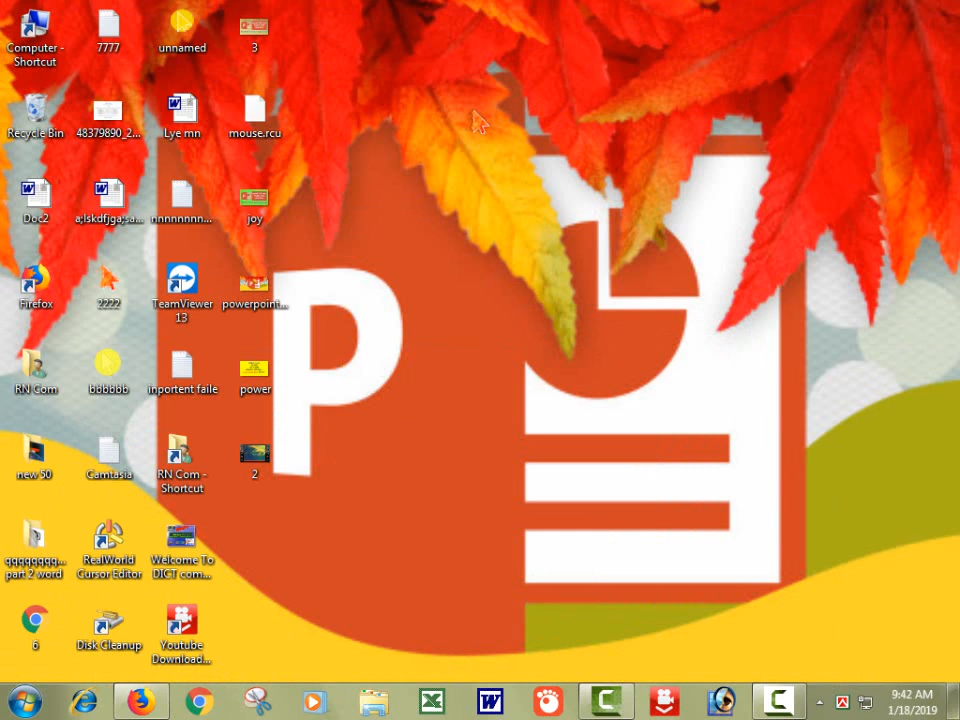 Computer -
Shortcut
7777
unnamed
3
Recycle Bin
48379890_2...
Lye mn
mouse.rcu
Doc2
a;lskdfjga;sa...
nnnnnnnn...
joy
Firefox
2222
TeamViewer
13
powerpoint...
RN Com
bbbbbb
inportent faile
power
new 50
Camtasia
RN Com -
Shortcut
2
qqqqqqqq...
part 2 word
RealWorld
Cursor Editor
Welcome To
DICT com...
6
Disk Cleanup
Youtube
Download...
P
9:42 AM
1/18/2019